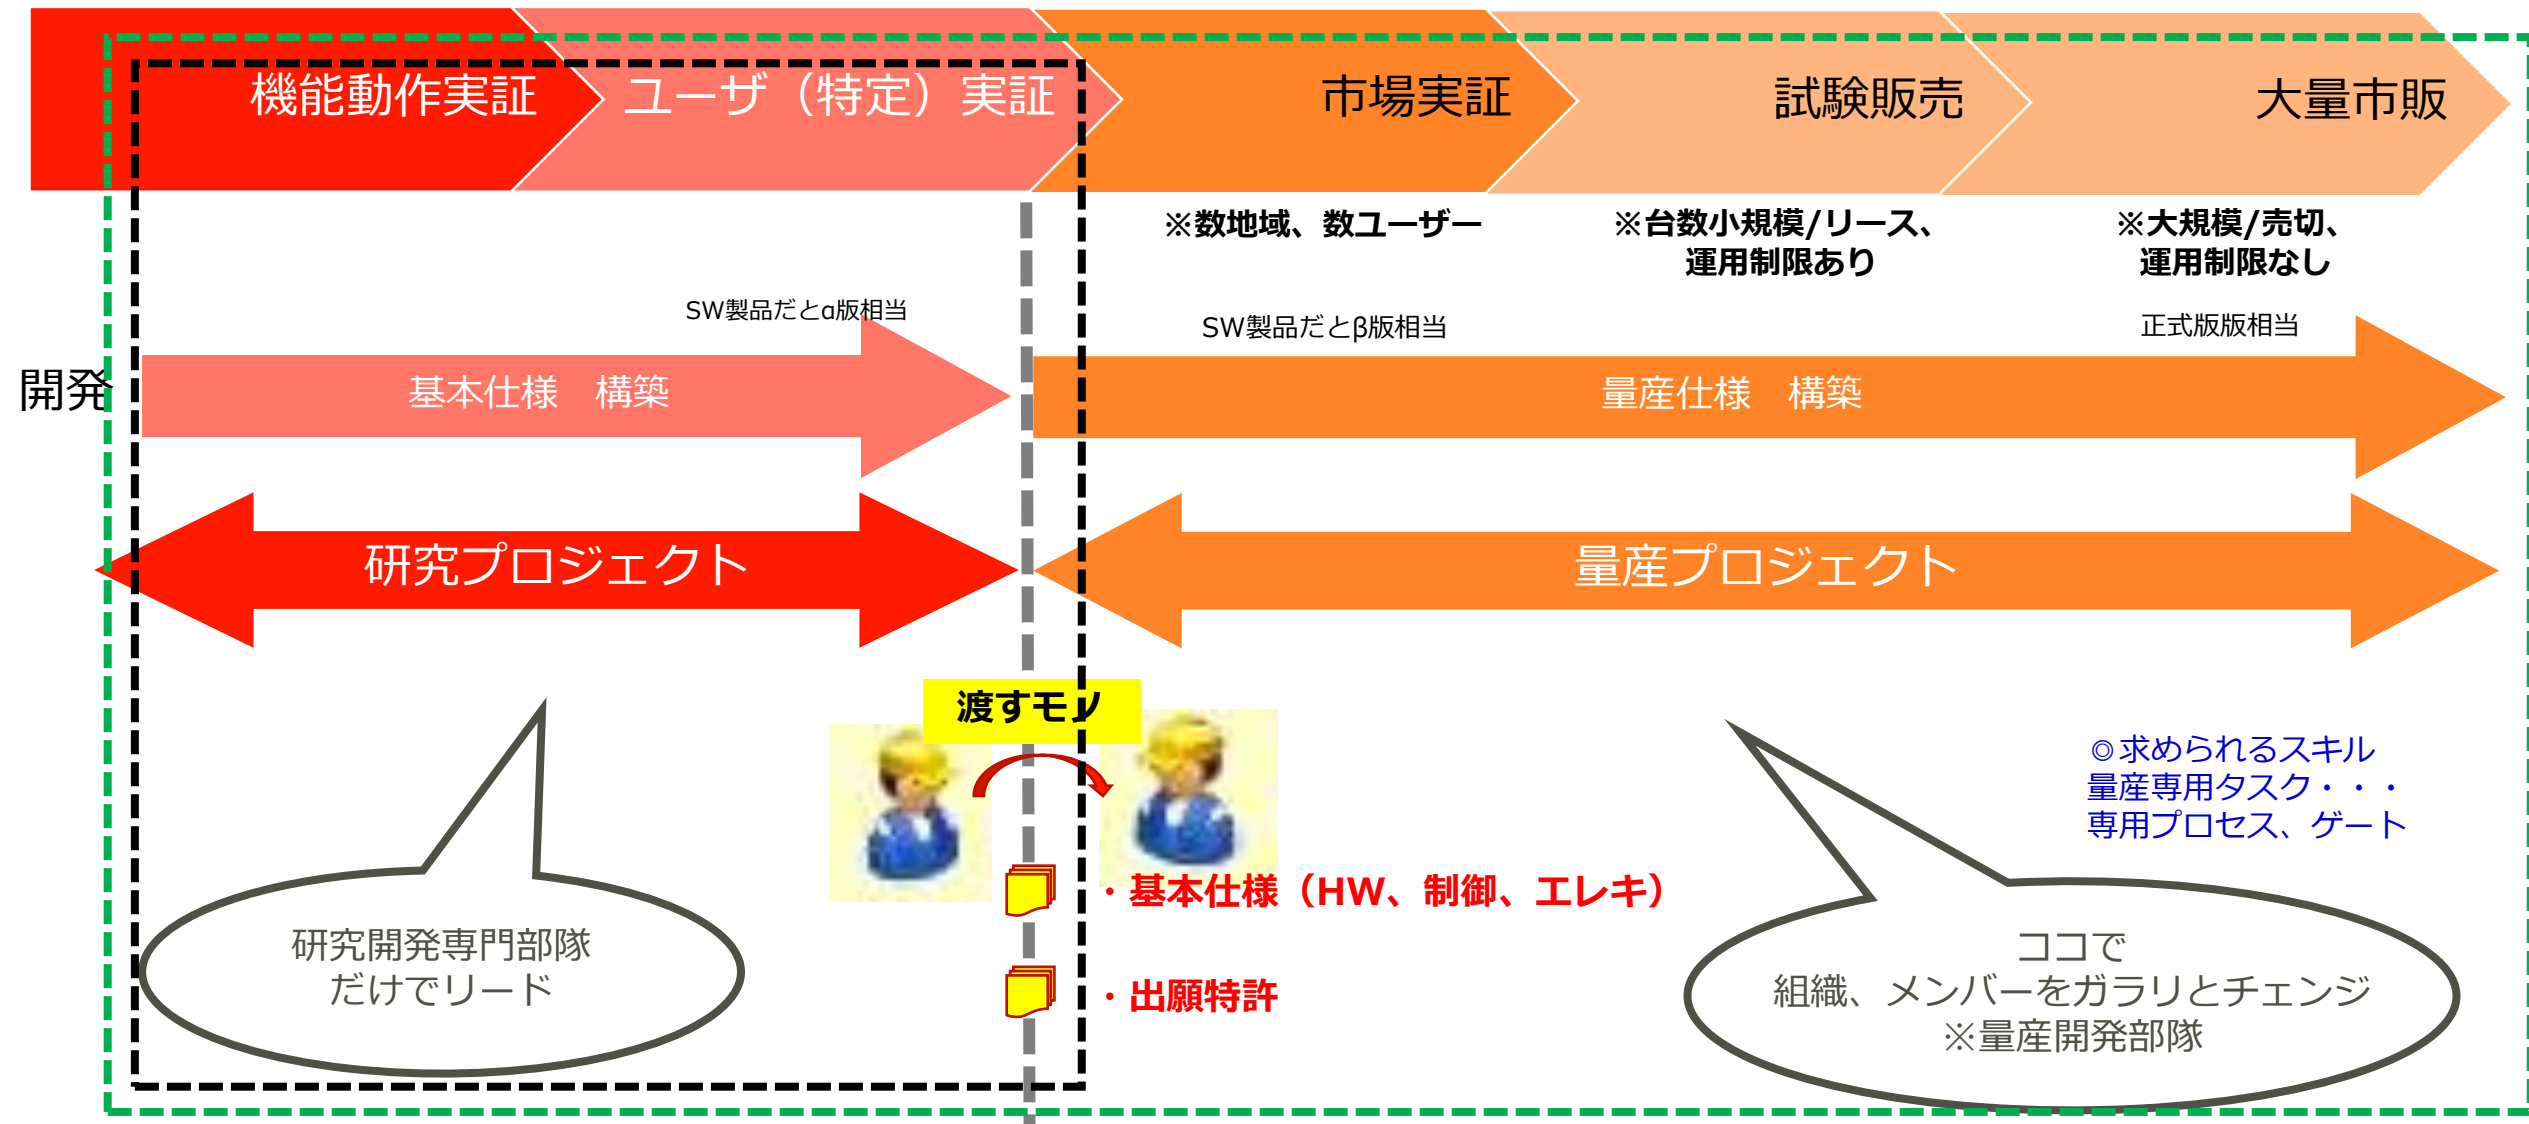 機能動作実証
ユーザ（特定）実証
市場実証
試験販売
大量市販
※数地域、数ユーザー
※台数小規模/リース、
運用制限あり
※大規模/売切、
運用制限なし
SW製品だとα版相当
SW製品だとβ版相当
正式版版相当
開発
基本仕様　構築
量産仕様　構築
研究プロジェクト
量産プロジェクト
渡すモノ
◎求められるスキル
量産専用タスク・・・
専用プロセス、ゲート
・基本仕様（HW、制御、エレキ）
・出願特許
研究開発専門部隊
だけでリード
ココで
組織、メンバーをガラリとチェンジ
※量産開発部隊